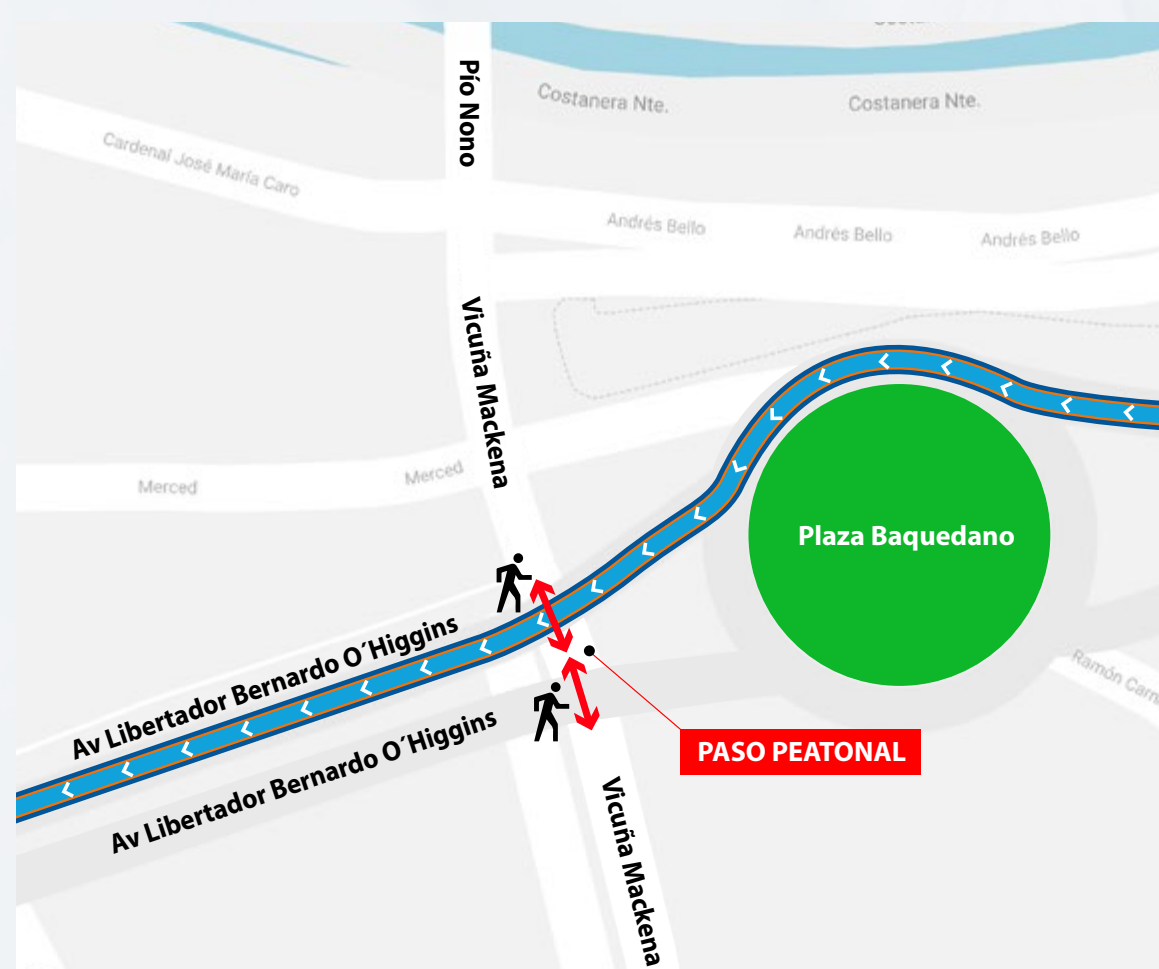 Pío Nono
Costanera Nte.
Costanera Nte.
Cardenal José María Caro
Andrés Bello
Andrés Bello
Andrés Bello
Vicuña Mackena
Merced
Merced
Plaza Baquedano
Av Libertador Bernardo O´Higgins
Av Libertador Bernardo O´Higgins
PASO PEATONAL
Ramón
Vicuña Mackena